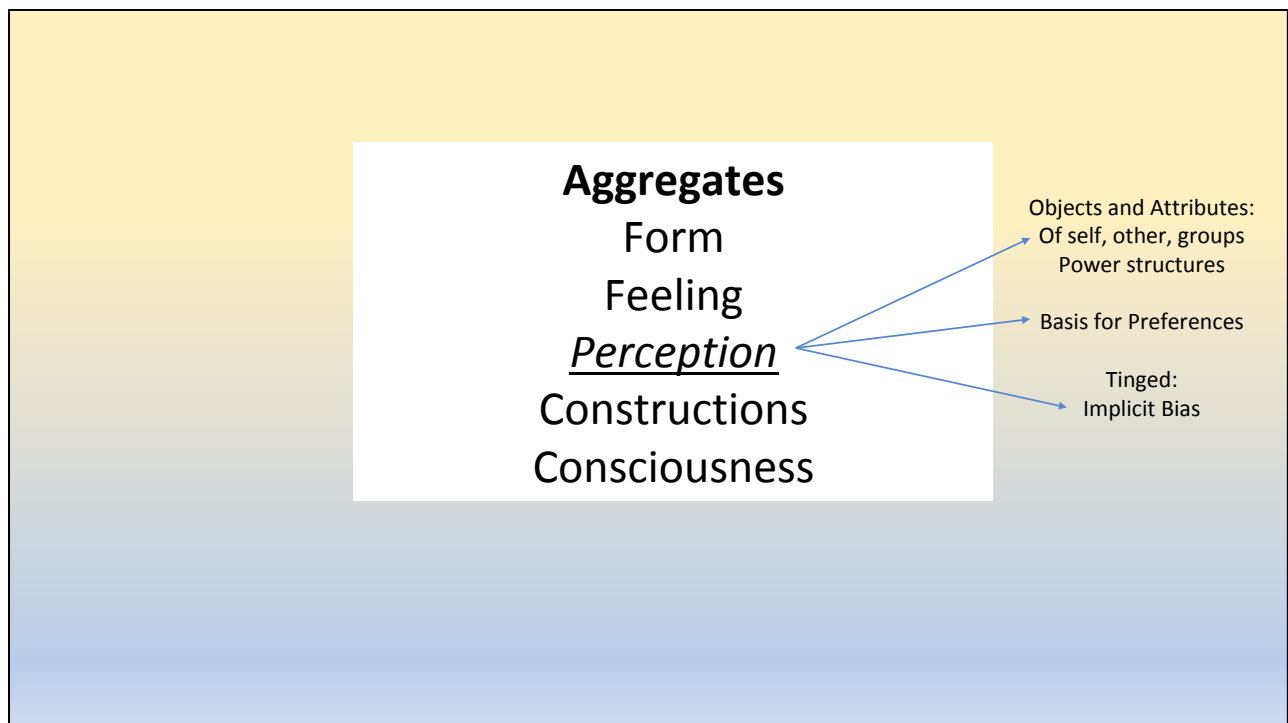 Aggregates
Form
Feeling
Perception
Constructions
Consciousness
Objects and Attributes:
Of self, other, groups
Power structures
Basis for Preferences
Tinged:
Implicit Bias